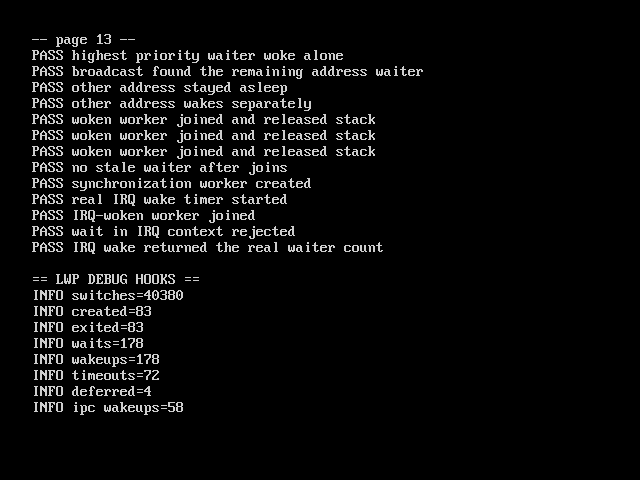 -- page 13 --
PASS highest priority waiter woke alone
PASS broadcast found the remaining address waiter
PASS other address stayed asleep
PASS other address wakes separately
PASS woken worker joined and released stack
PASS woken worker joined and released stack
PASS woken worker joined and released stack
PASS no stale waiter after joins
PASS synchronization worker created
PASS real IRQ wake timer started
PASS IRQ-woken worker joined
PASS wait in IRQ context rejected
PASS IRQ wake returned the real waiter count
== LWP DEBUG HOOKS ==
INFO switches=40380
INFO created=83
INFO exited=83
INFO waits=178
INFO wakeups=178
INFO timeouts=72
INFO deferred=4
INFO ipc wakeups=58